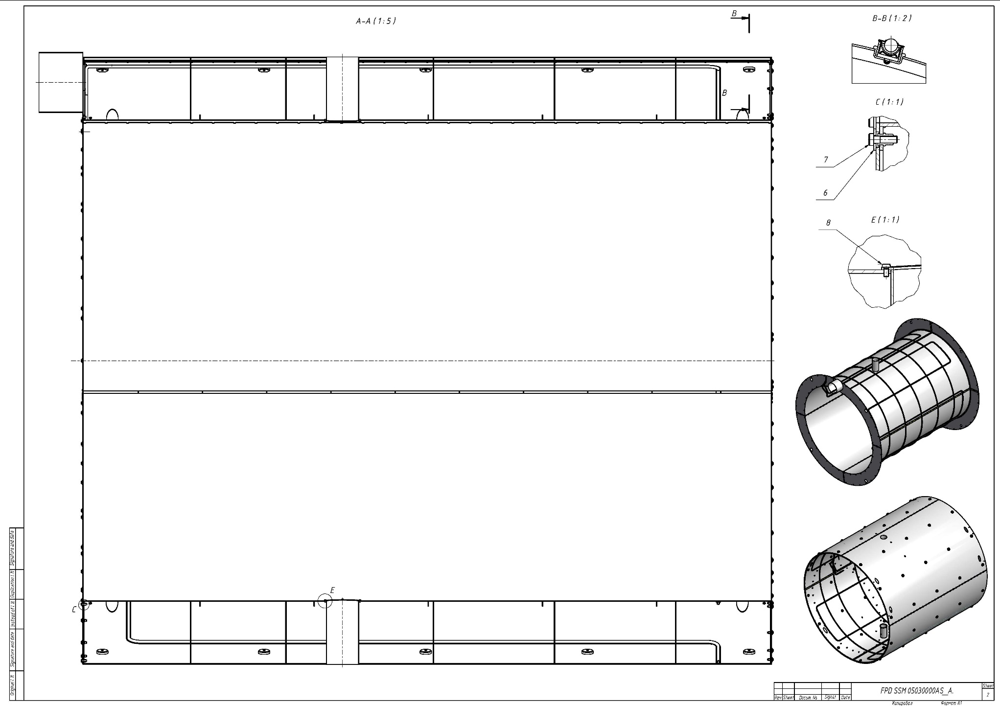 A-A (1:5)
B
B
B-B (1:2)
C (1:1)
7
6
E (1:1)
8
E
C
Signature and date
Duplication I.N
Instead of I.N
Signature and date
Original I.N
Rev Sheet Docum. No Signat Date
FPD SSM 05030000AS_A.
Sheet
2
Копировал Формат А1